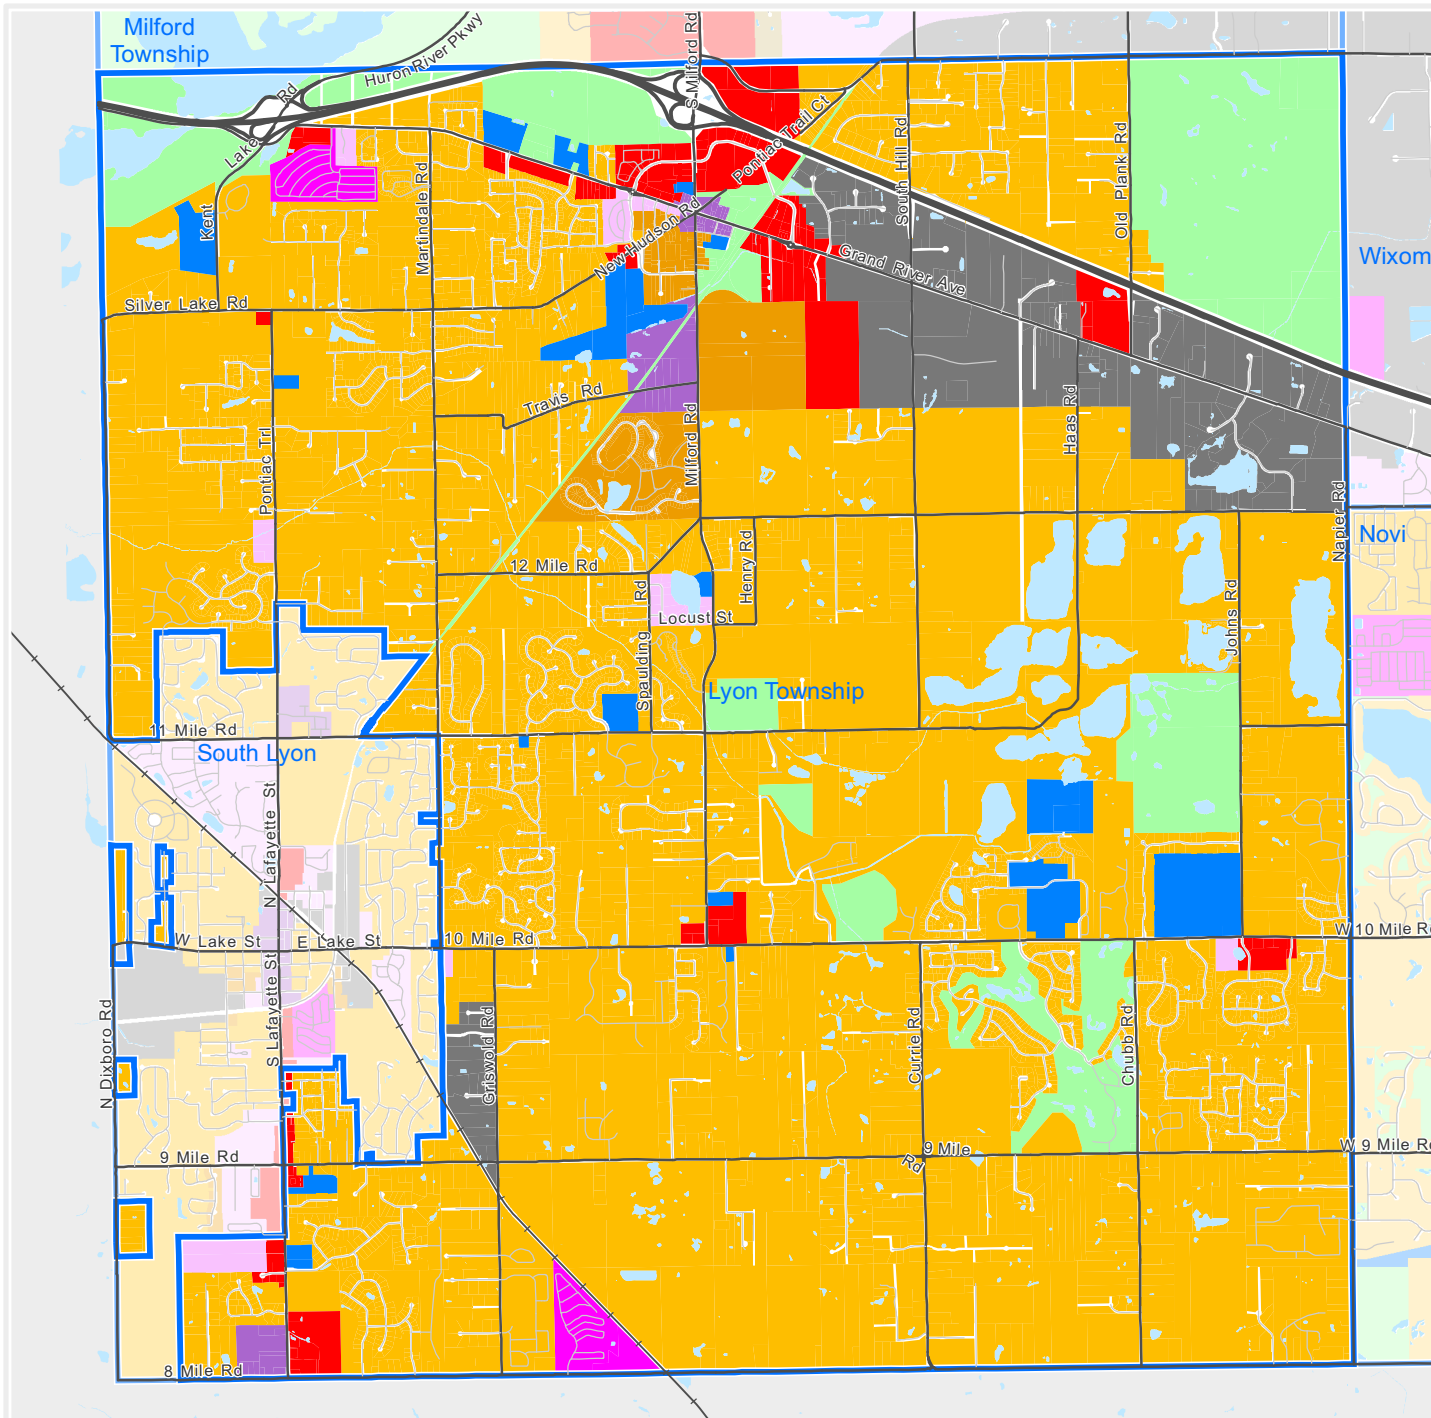 Milford
Township
Huron River Pkwy
S Milford Rd
Lake Rd
Pontiac Trail Ct
South Hill Rd
Old Plank Rd
Kent
Martindale Rd
New Hudson Rd
Grand River Ave
Wixom
Silver Lake Rd
Travis Rd
Pontiac Trl
Milford Rd
Haas Rd
Napier Rd
Novi
12 Mile Rd
Henry Rd
Spaulding Rd
Locust St
Johns Rd
Lyon Township
11 Mile Rd
South Lyon
N Lafayette St
W Lake St
E Lake St
10 Mile Rd
W 10 Mile Rd
S Lafayette St
N Dixboro Rd
Griswold Rd
Currie Rd
Chubb Rd
9 Mile Rd
9 Mile
Rd
W 9 Mile Rd
8 Mile Rd